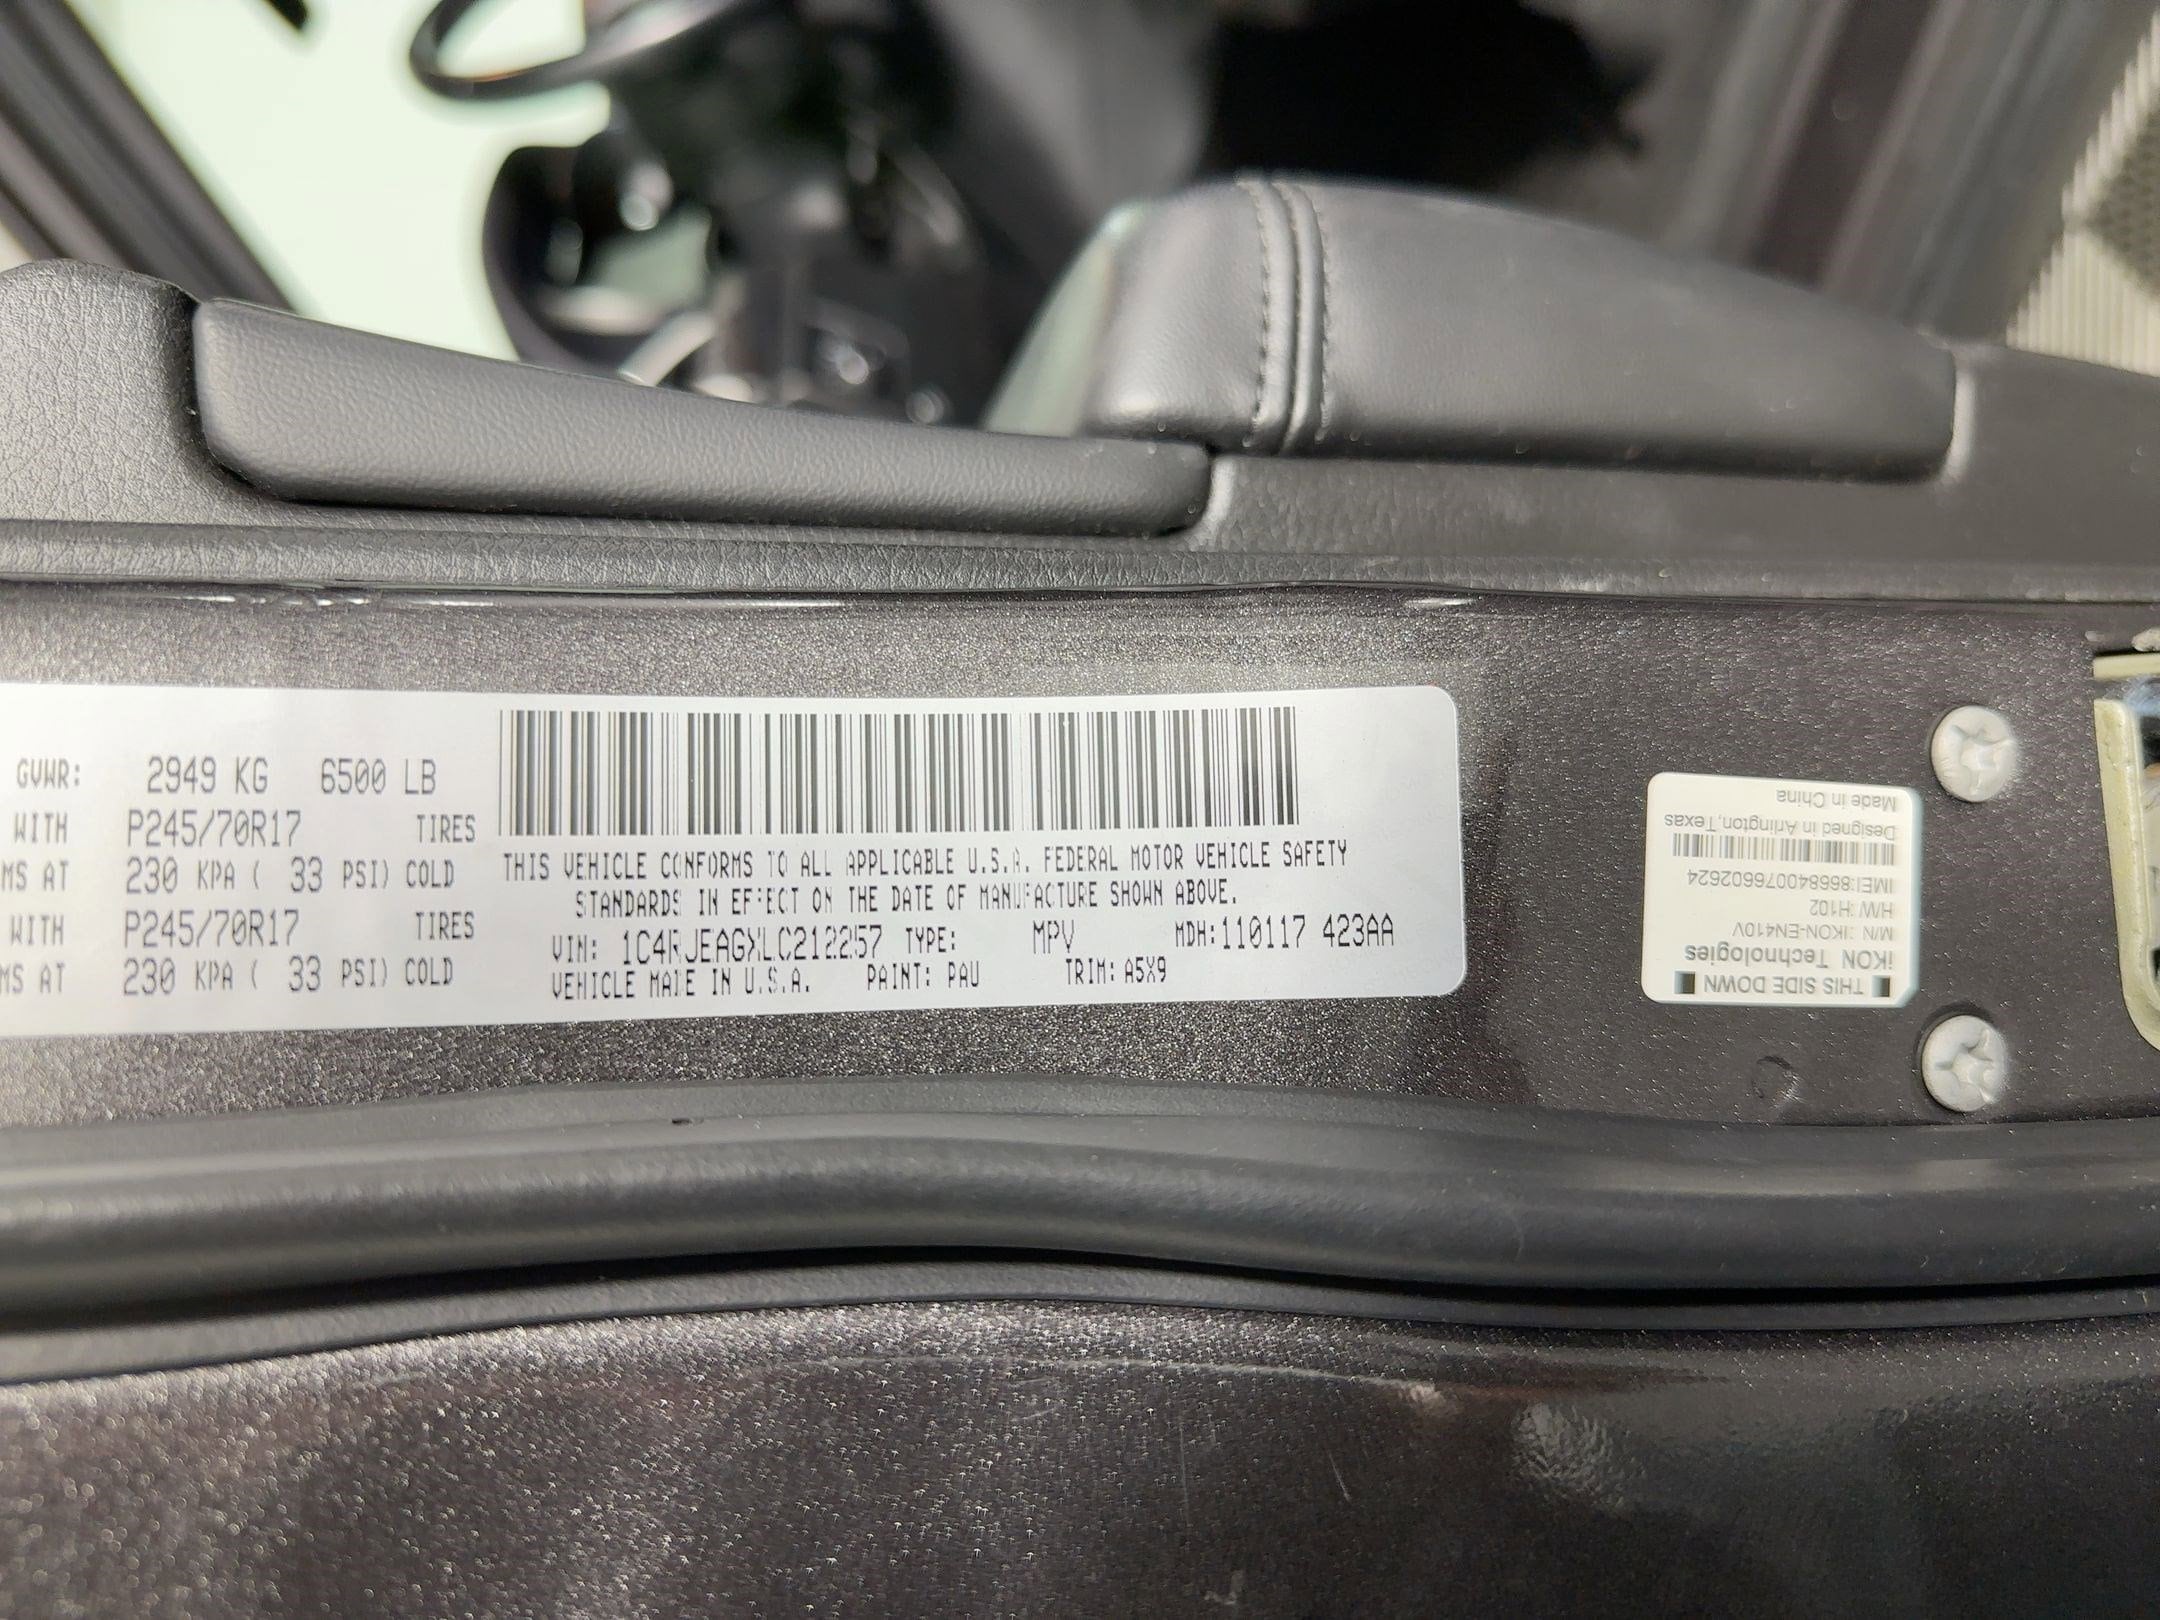 GVWR: 2949 KG 6500 LB
WITH P245/70R17 TIRES
MS AT 230 KPA ( 33 PSI) COLD
WITH P245/70R17 TIRES
MS AT 230 KPA ( 33 PSI) COLD
THIS VEHICLE CONFORMS TO ALL APPLICABLE U.S.A. FEDERAL MOTOR VEHICLE SAFETY
STANDARDS IN EFFECT ON THE DATE OF MANUFACTURE SHOWN ABOVE.
VIN: 1C4RJEAGXLC212257 TYPE: MPV MDH: 110117 423AA
VEHICLE MADE IN U.S.A. PAINT: PAU TRIM: A5X9
THIS SIDE DOWN
iKON Technologies
M/N :IKON-EN410V
H/W :H102
IMEI:866840076602624
Designed in Arlington,Texas
Made in China